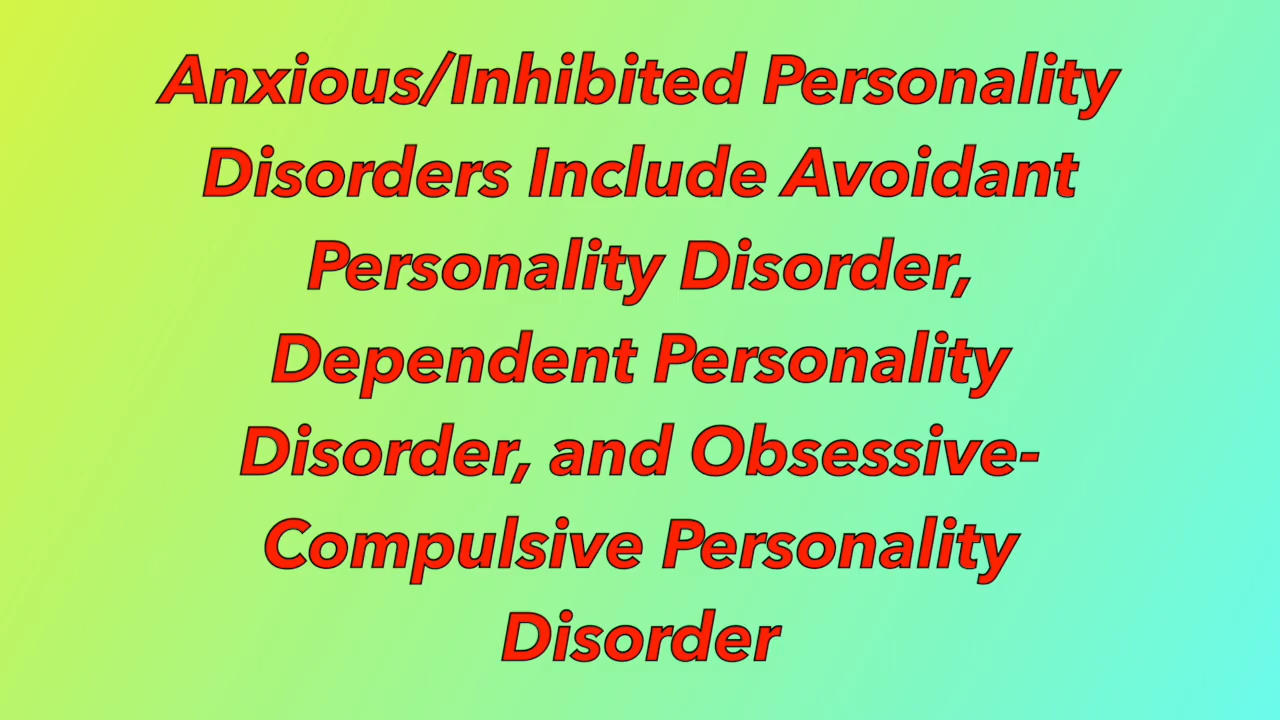 Anxious/Inhibited Personality
Disorders Include Avoidant
Personality Disorder,
Dependent Personality
Disorder, and Obsessive-
Compulsive Personality
Disorder